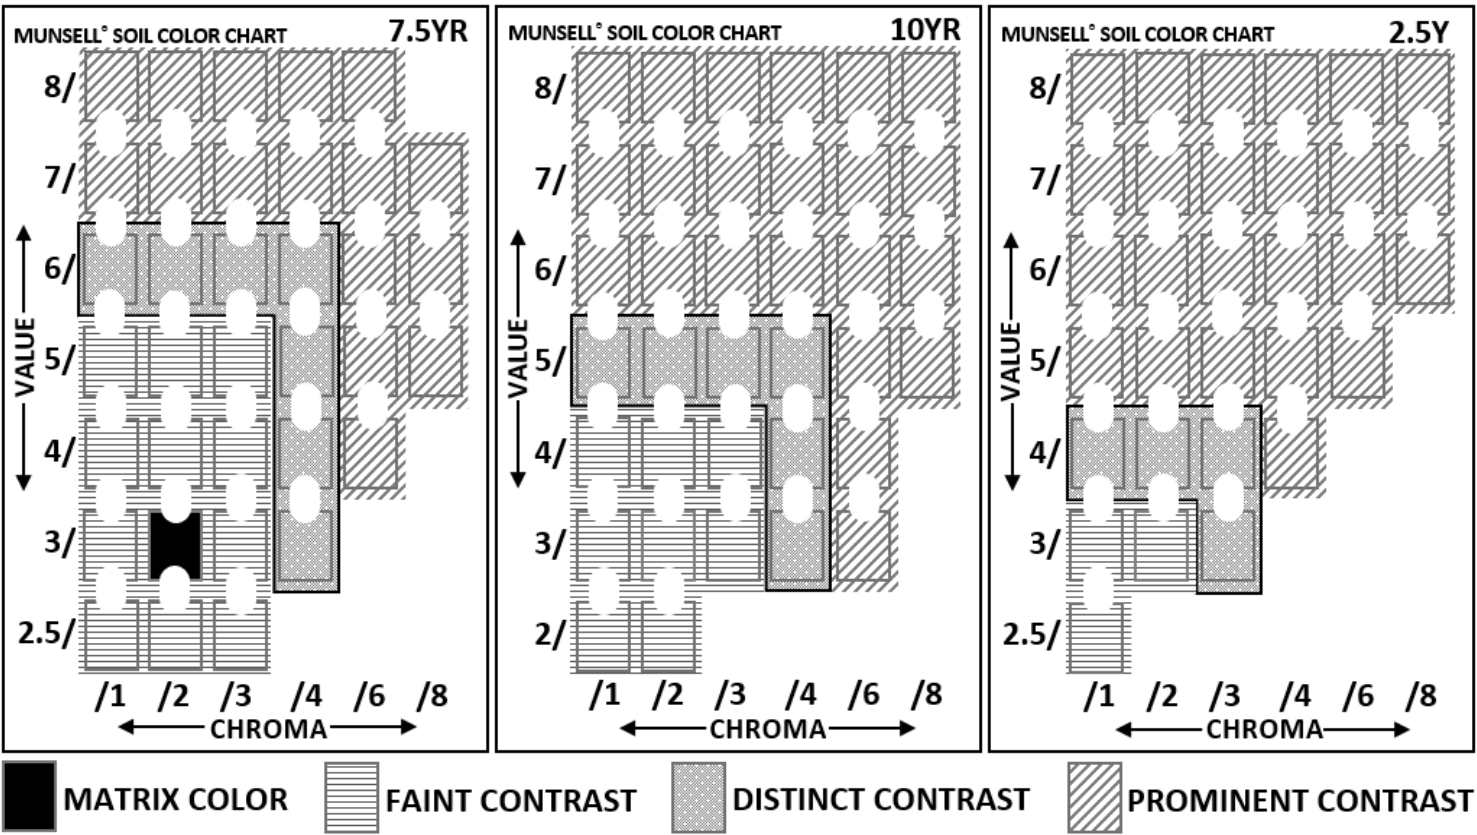 MUNSELL® SOIL COLOR CHART 7.5YR
8/
7/
6/
5/
4/
3/
2.5/
VALUE
/1 /2 /3 /4 /6 /8
CHROMA
MUNSELL® SOIL COLOR CHART 10YR
8/
7/
6/
5/
4/
3/
2/
VALUE
/1 /2 /3 /4 /6 /8
CHROMA
MUNSELL® SOIL COLOR CHART 2.5Y
8/
7/
6/
5/
4/
3/
2.5/
VALUE
/1 /2 /3 /4 /6 /8
CHROMA
MATRIX COLOR FAINT CONTRAST DISTINCT CONTRAST PROMINENT CONTRAST